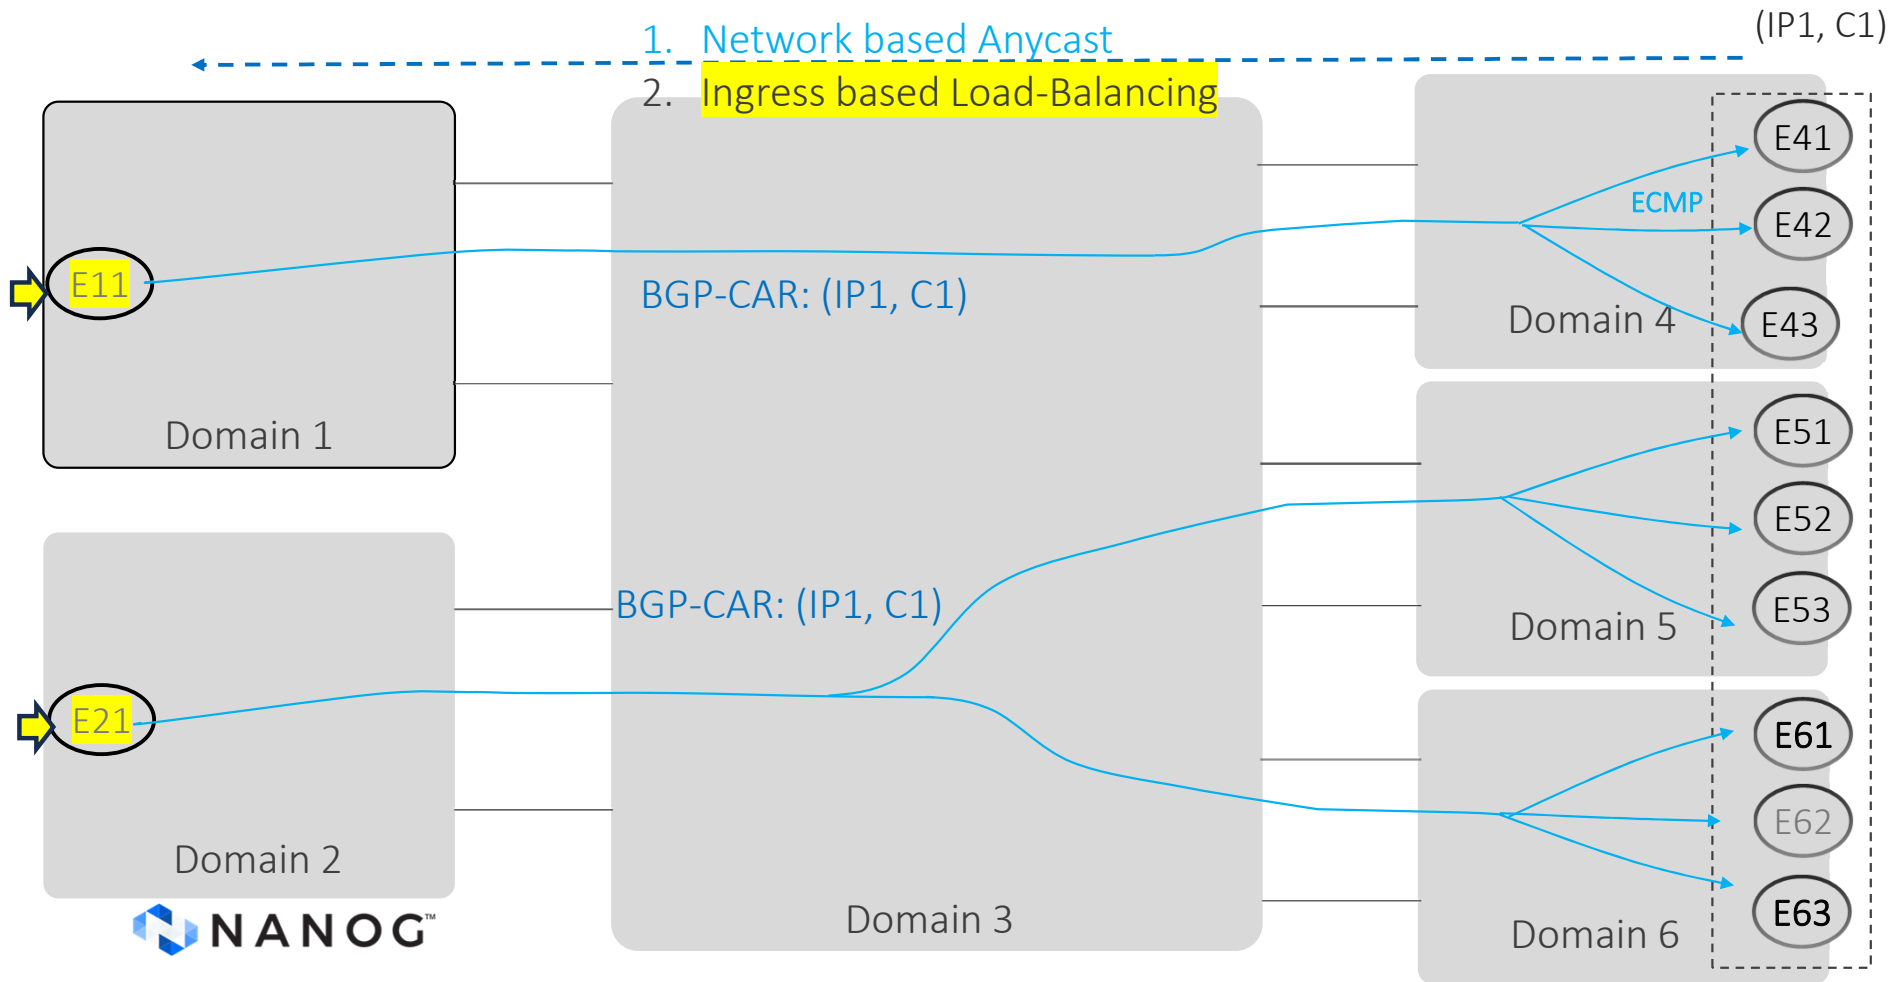 (IP1, C1)
1. Network based Anycast
2. Ingress based Load-Balancing
E41
ECMP
E42
E11
BGP-CAR: (IP1, C1)
Domain 4
E43
Domain 1
E51
E52
BGP-CAR: (IP1, C1)
E53
Domain 5
E21
E61
E62
Domain 2
Domain 3
E63
Domain 6
NANOG™